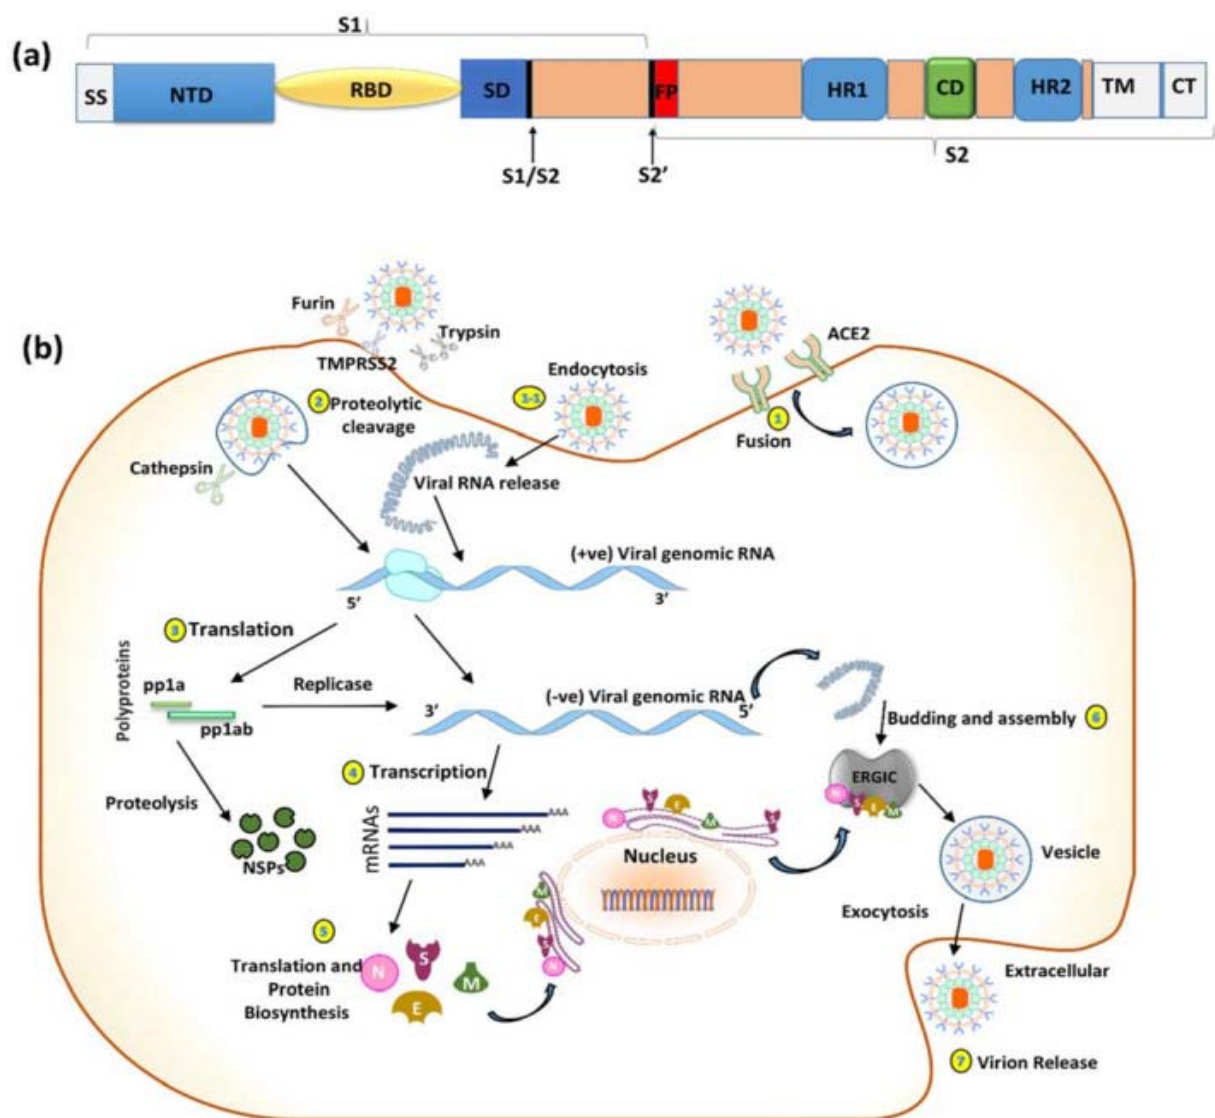 (a)
S1
SS
NTD
RBD
SD
FP
HR1
CD
HR2
TM
CT
S1/S2
S2’
S2
(b)
Furin
TMPRSS2
Trypsin
ACE2
Endocytosis
1-1
2 Proteolytic
cleavage
1
Fusion
Cathepsin
Viral RNA release
(+ve) Viral genomic RNA
5’
3’
3 Translation
Polyproteins
pp1a
pp1ab
Replicase
(-ve) Viral genomic RNA
3’
5’
Budding and assembly 6
ERGIC
N
S
E
M
4 Transcription
Proteolysis
NSPs
mRNAs
AAA
AAA
AAA
AAA
N
S
E
M
S
Nucleus
M
E
S
N
Vesicle
Exocytosis
5
Translation and
Protein
Biosynthesis
N
S
M
E
Extracellular
7 Virion Release